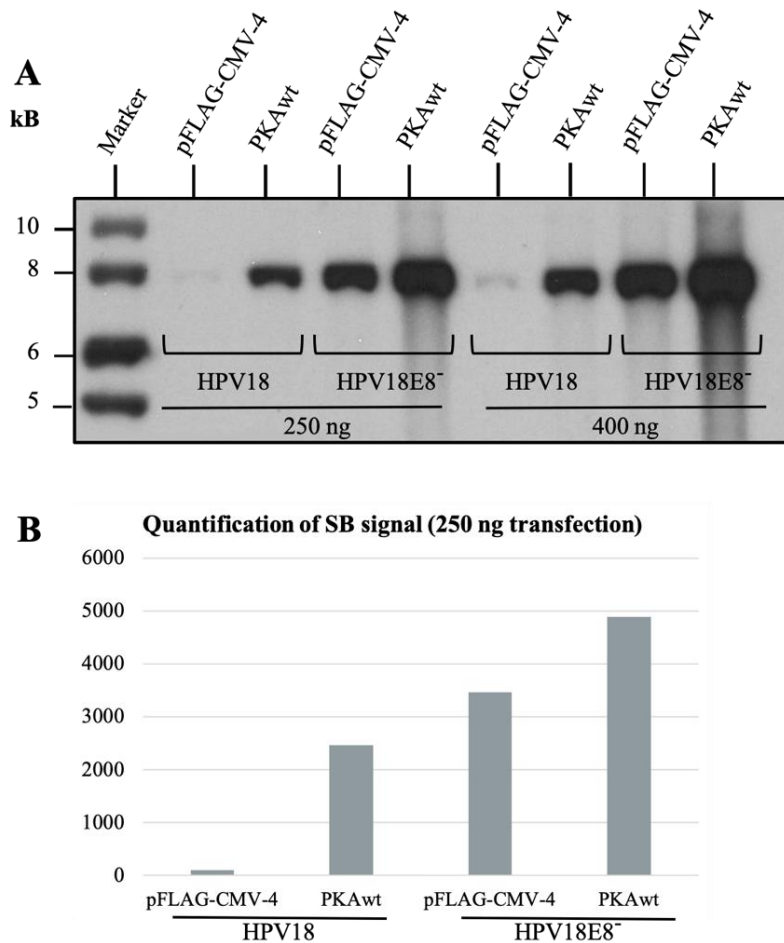 A
kB
Marker
pFLAG-CMV-4
PKAwt
pFLAG-CMV-4
PKAwt
pFLAG-CMV-4
PKAwt
pFLAG-CMV-4
PKAwt
10
8
6
5
HPV18 HPV18E8⁻ HPV18 HPV18E8⁻
250 ng 400 ng
B
Quantification of SB signal (250 ng transfection)
6000
5000
4000
3000
2000
1000
0
pFLAG-CMV-4 PKAwt pFLAG-CMV-4 PKAwt
HPV18 HPV18E8⁻